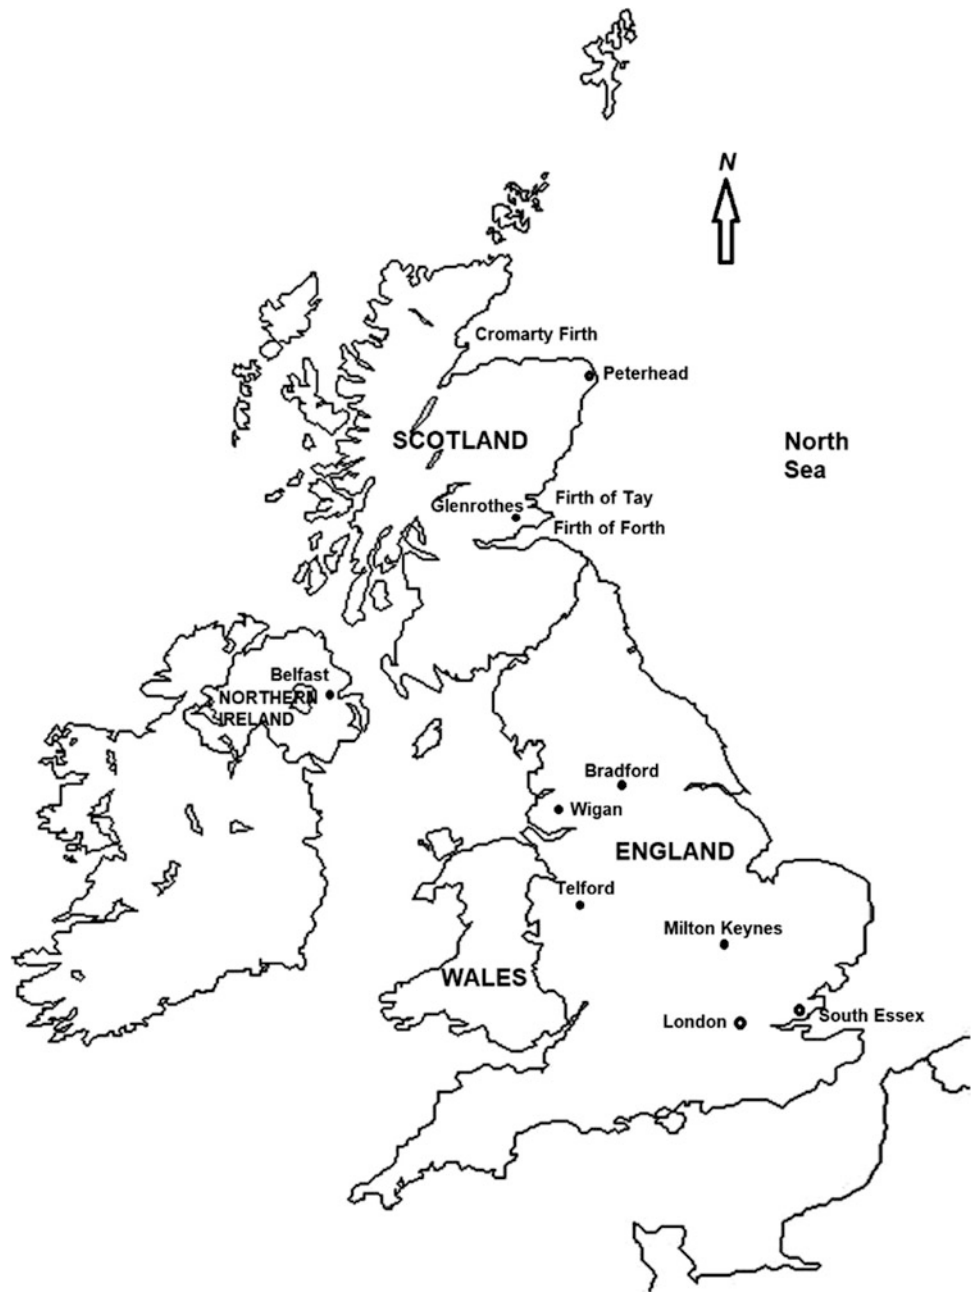 N
Cromarty Firth
Peterhead
SCOTLAND
North
Sea
Glenrothes
Firth of Tay
Firth of Forth
Belfast
NORTHERN
IRELAND
Bradford
Wigan
ENGLAND
Telford
Milton Keynes
WALES
London
South Essex